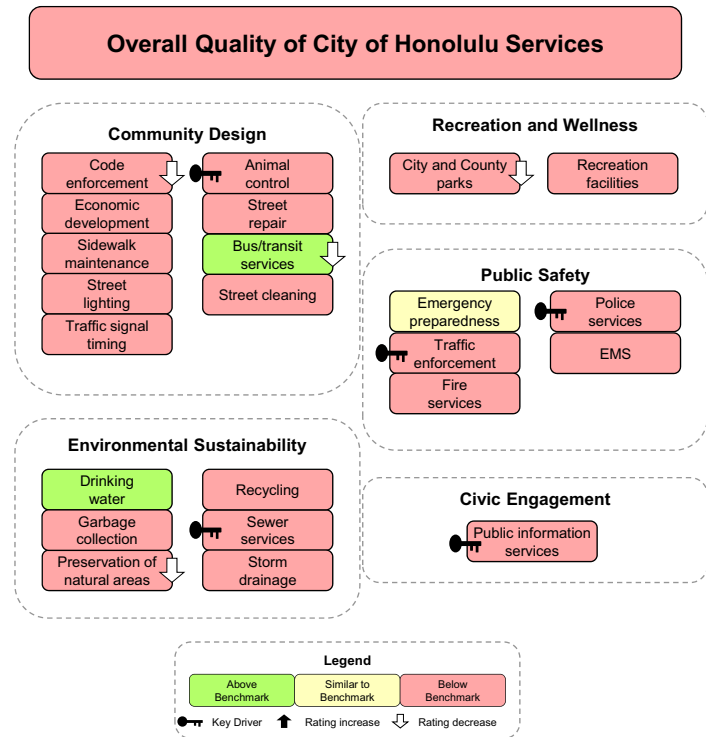 Overall Quality of City of Honolulu Services
Community Design
Code
enforcement
Economic
development
Sidewalk
maintenance
Street
lighting
Traffic signal
timing
Animal
control
Street
repair
Bus/transit
services
Street cleaning
Recreation and Wellness
City and County
parks
Recreation
facilities
Public Safety
Emergency
preparedness
Traffic
enforcement
Fire
services
Police
services
EMS
Environmental Sustainability
Drinking
water
Garbage
collection
Preservation of
natural areas
Recycling
Sewer
services
Storm
drainage
Civic Engagement
Public information
services
Legend
Above
Benchmark
Similar to
Benchmark
Below
Benchmark
Key Driver
Rating increase
Rating decrease